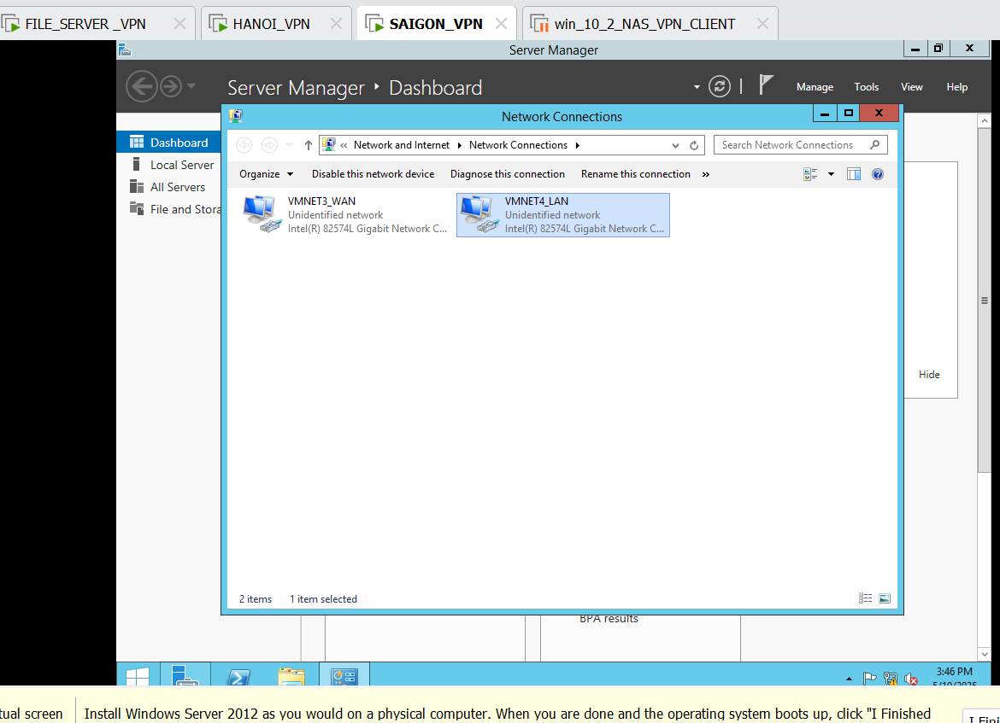 FILE_SERVER _VPN
HANOI_VPN
SAIGON_VPN
win_10_2_NAS_VPN_CLIENT
Server Manager
Server Manager Dashboard
Manage Tools View Help
Network Connections
« Network and Internet Network Connections
Search Network Connections
Dashboard
Local Server
All Servers
File and Stora
Organize Disable this network device Diagnose this connection Rename this connection »
VMNET3_WAN
Unidentified network
Intel(R) 82574L Gigabit Network C...
VMNET4_LAN
Unidentified network
Intel(R) 82574L Gigabit Network C...
Hide
2 items 1 item selected
BPA results
3:46 PM
5/10/2025
tual screen
Install Windows Server 2012 as you would on a physical computer. When you are done and the operating system boots up, click "I Finished
I Fini